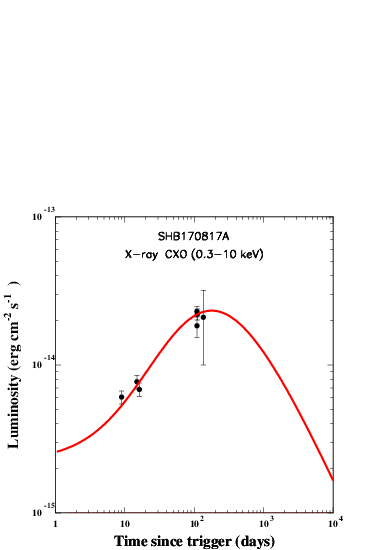 10⁻¹³
SHB170817A
X-ray CXO (0.3-10 keV)
Luminosity (erg cm⁻² s⁻¹ )
10⁻¹⁴
10⁻¹⁵
1 10 10² 10³ 10⁴
Time since trigger (days)